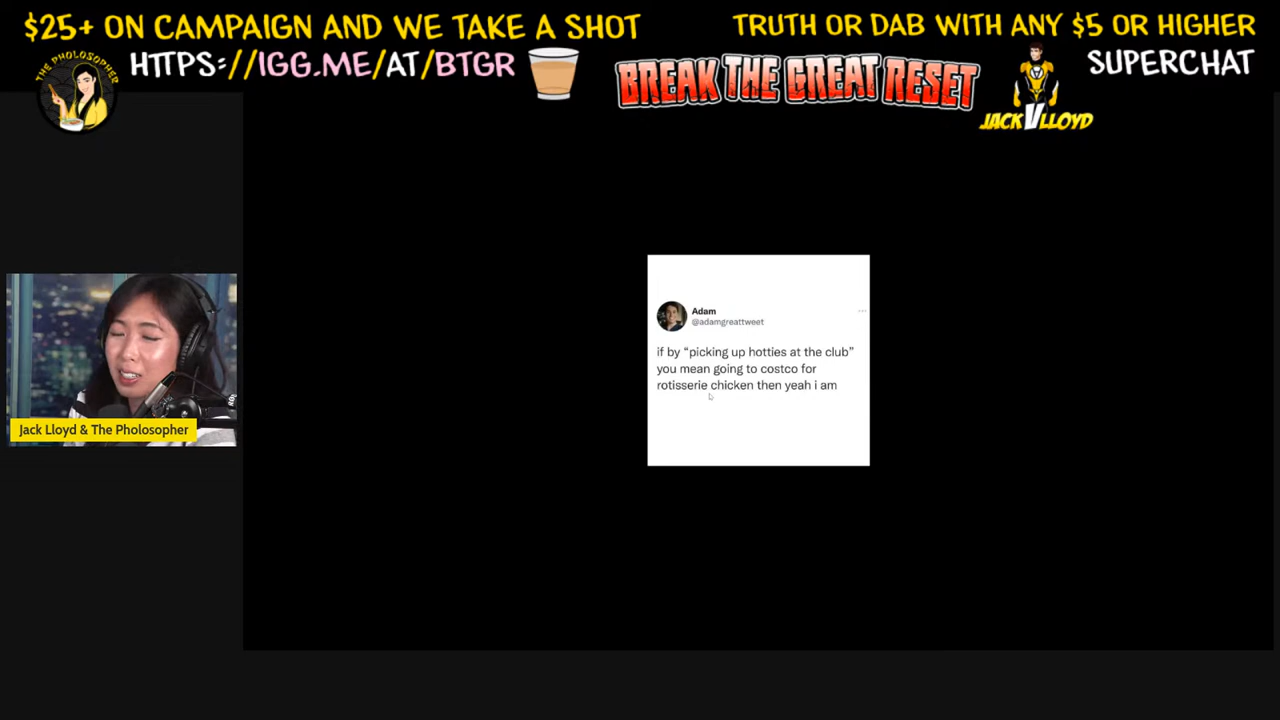 $25+ ON CAMPAIGN AND WE TAKE A SHOT
HTTPS://IGG.ME/AT/BTGR
THE PHOLOSOPHER
BREAK THE GREAT RESET
TRUTH OR DAB WITH ANY $5 OR HIGHER
SUPERCHAT
JACK V LLOYD
Adam
@adamgreattweet
if by “picking up hotties at the club”
you mean going to costco for
rotisserie chicken then yeah i am
Jack Lloyd & The Pholosopher